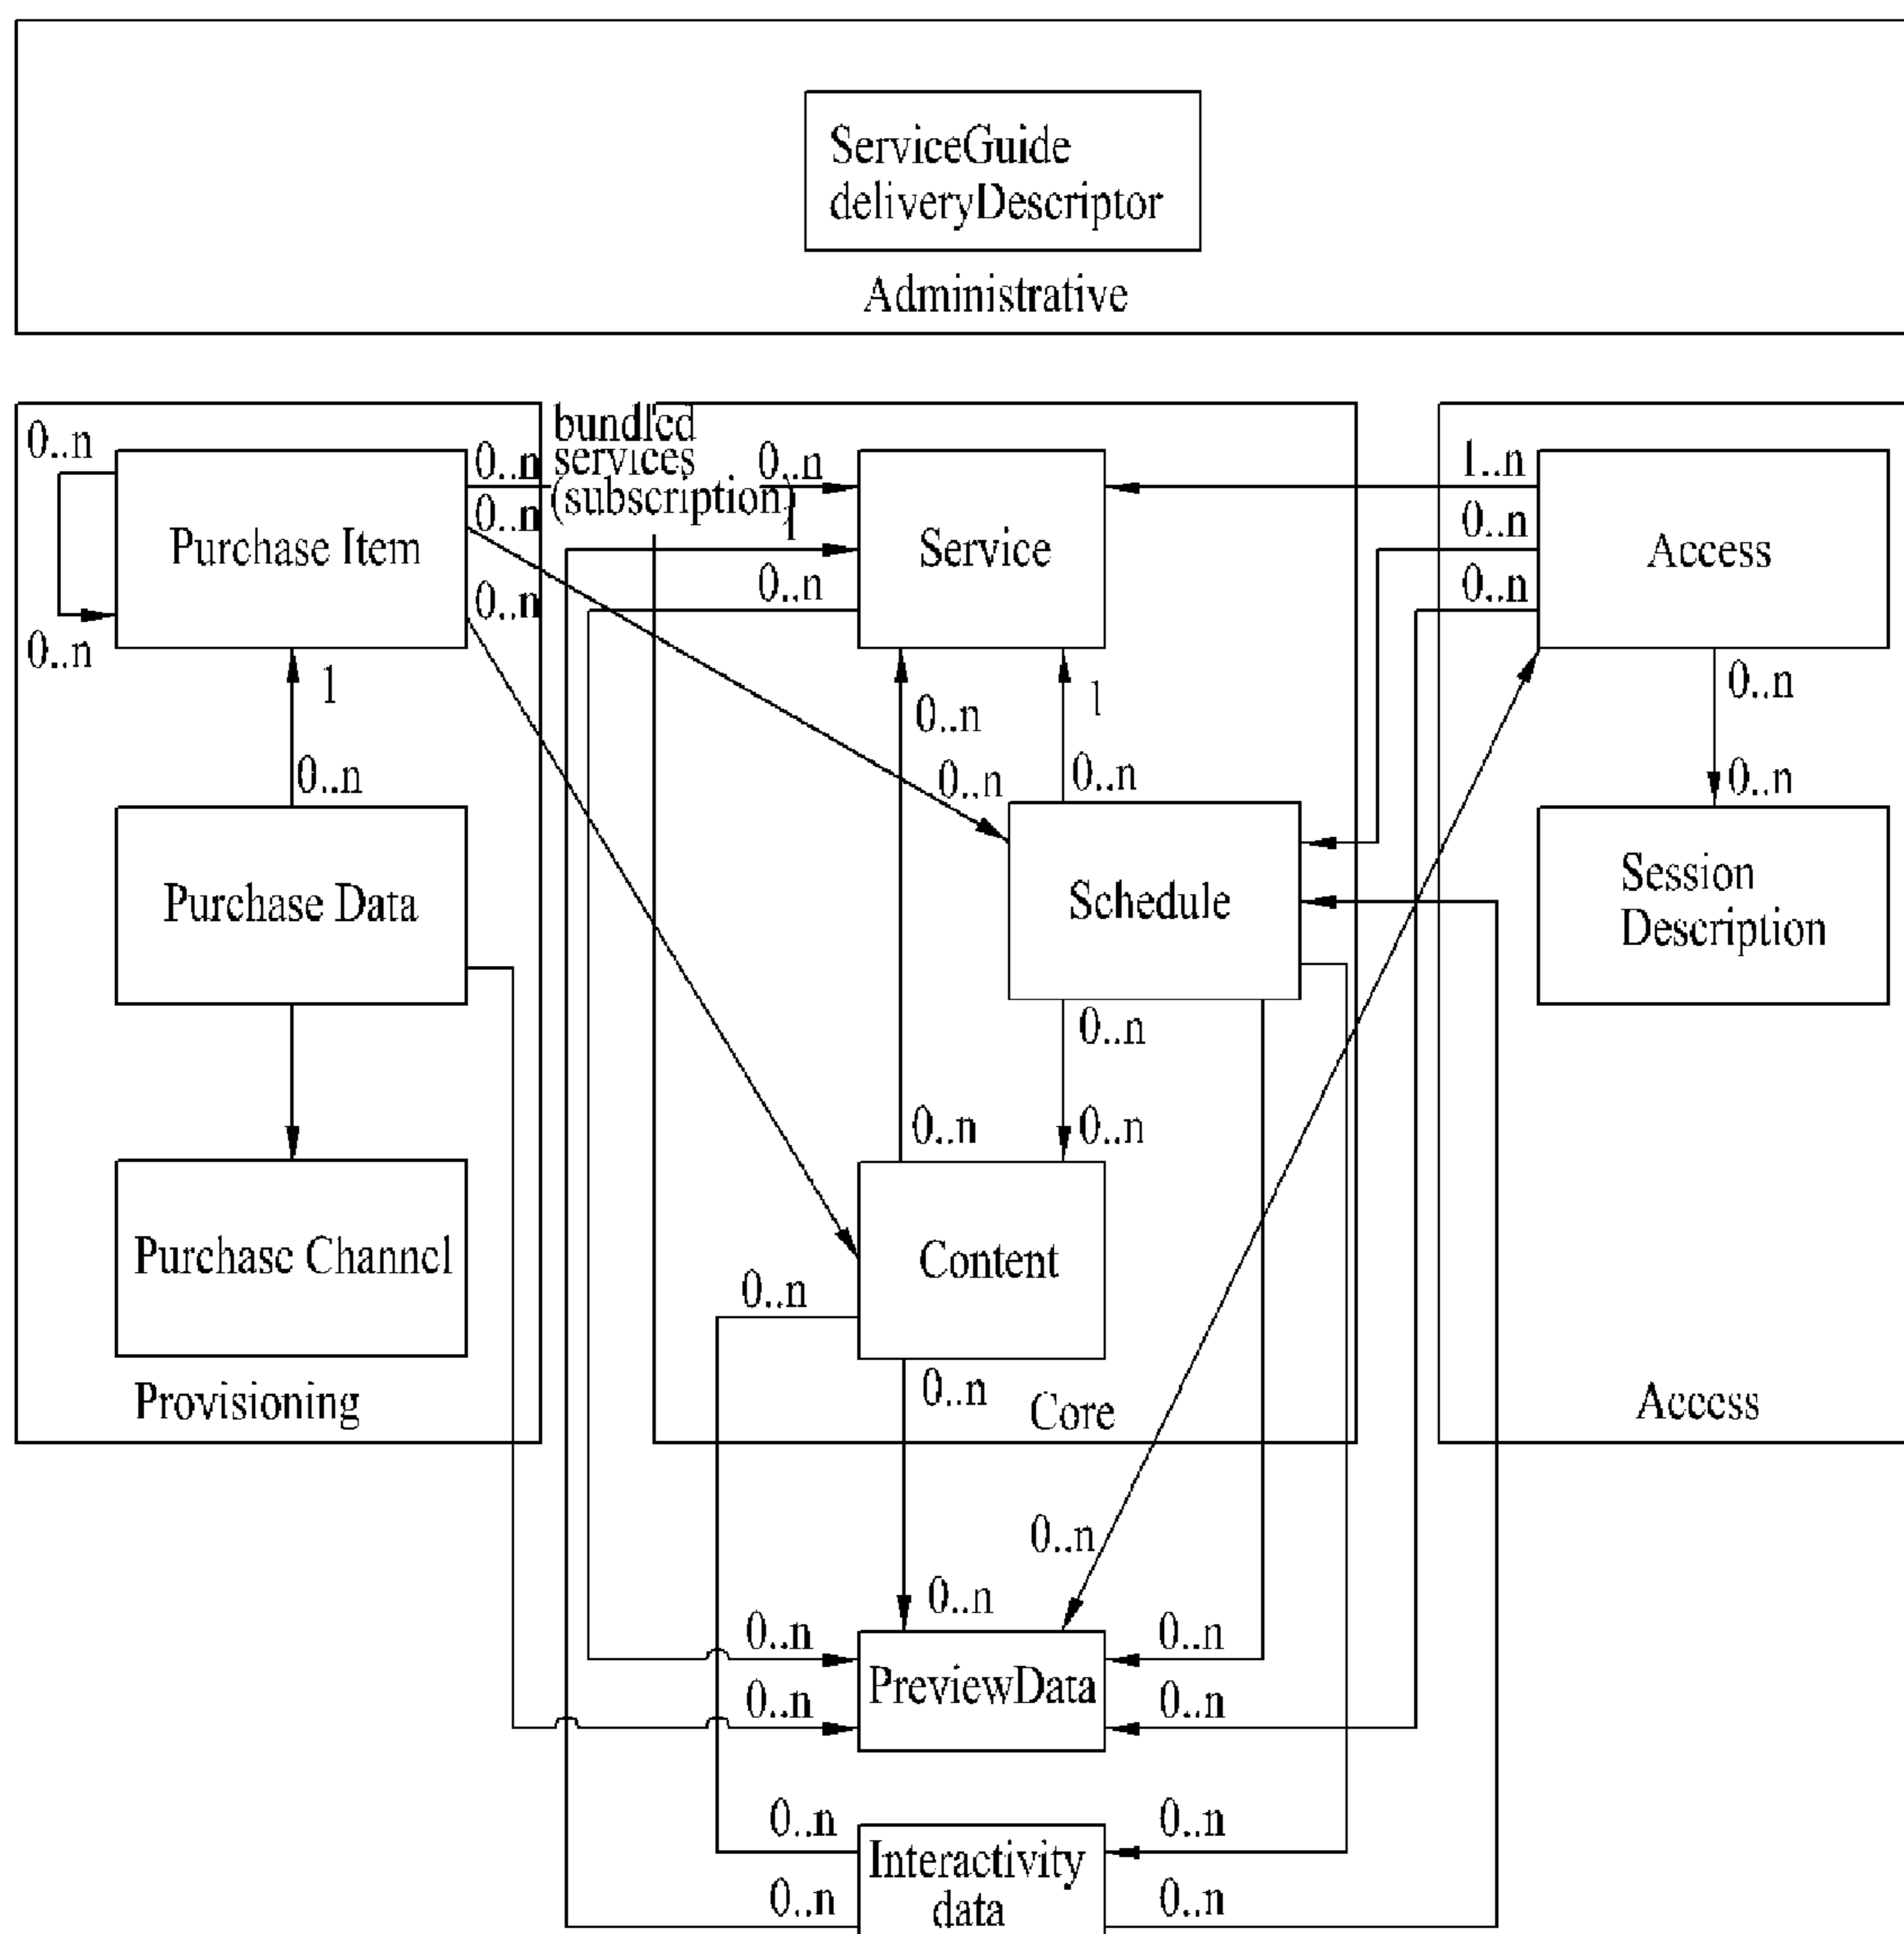 ServiceGuide
deliveryDescriptor
Administrative
0..n
Purchase Item
0..n
0..n
0..n
0..n
bundled
services
(subscription)
0..n
1
0..n
Service
1..n
0..n
0..n
Access
1
0..n
0..n
0..n
1
0..n
0..n
0..n
Purchase Data
Schedule
Session
Description
0..n
0..n
0..n
Purchase Channel
Content
0..n
0..n
Provisioning
Core
Access
0..n
0..n
0..n
0..n
PreviewData
0..n
0..n
0..n
0..n
Interactivity
data
0..n
0..n